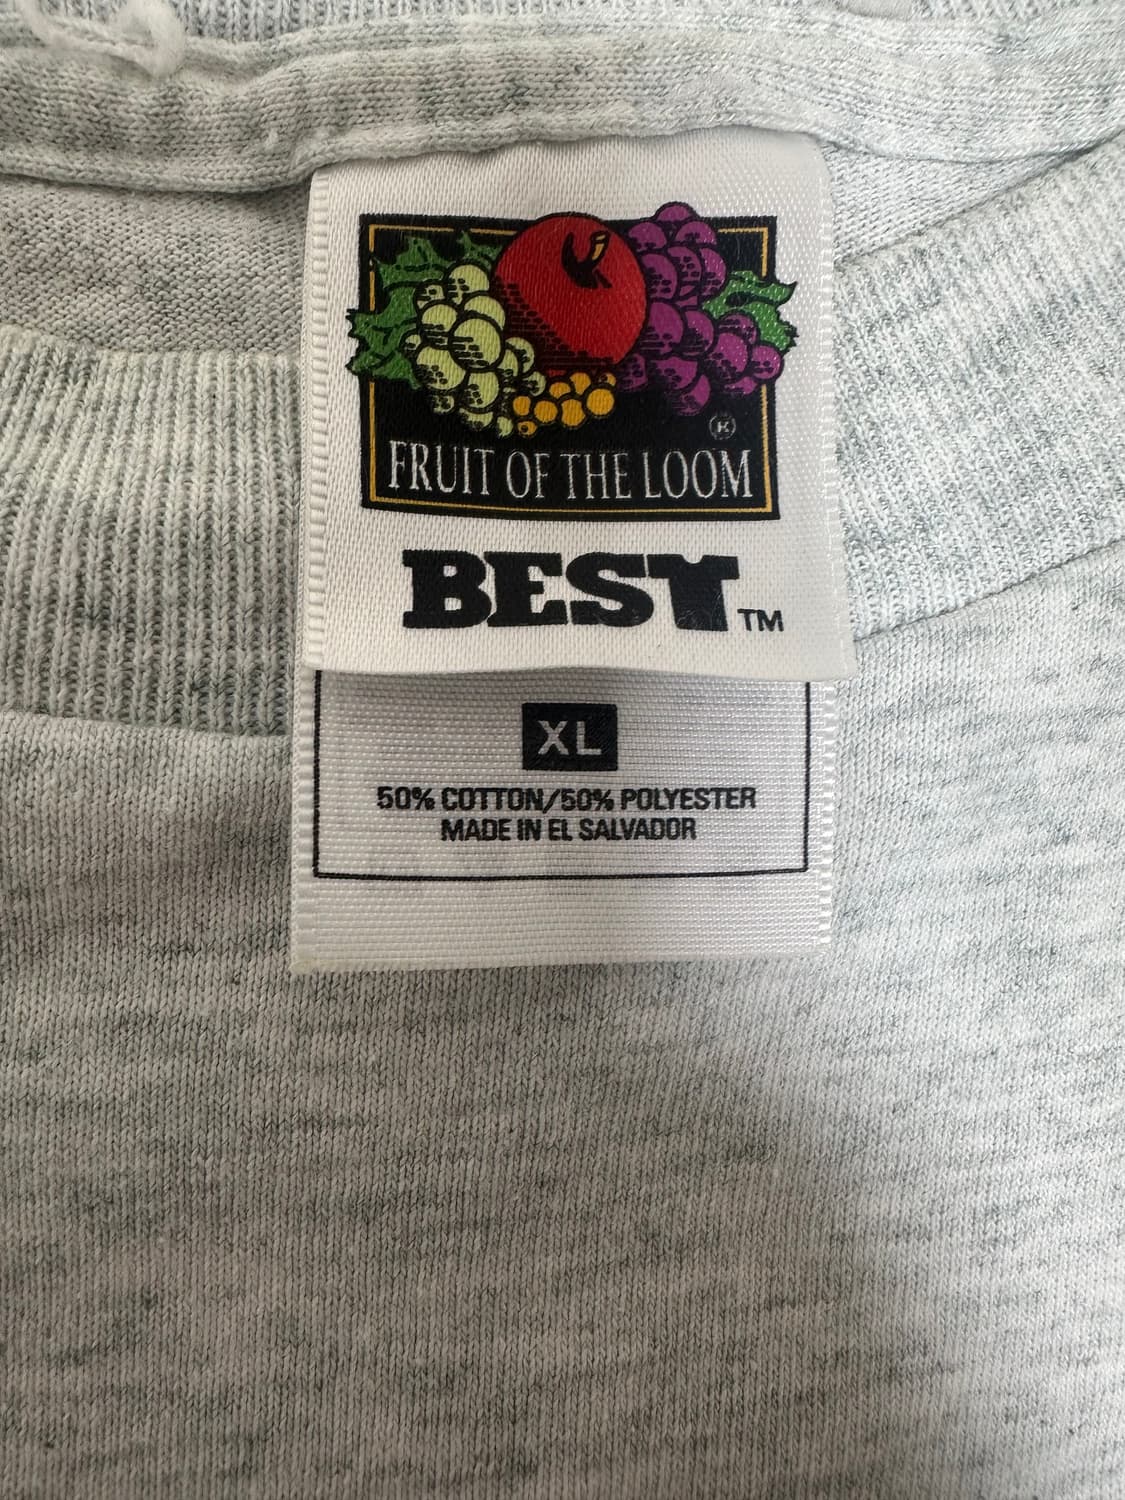 ®
FRUIT OF THE LOOM
BEST™
XL
50% COTTON/50% POLYESTER
MADE IN EL SALVADOR